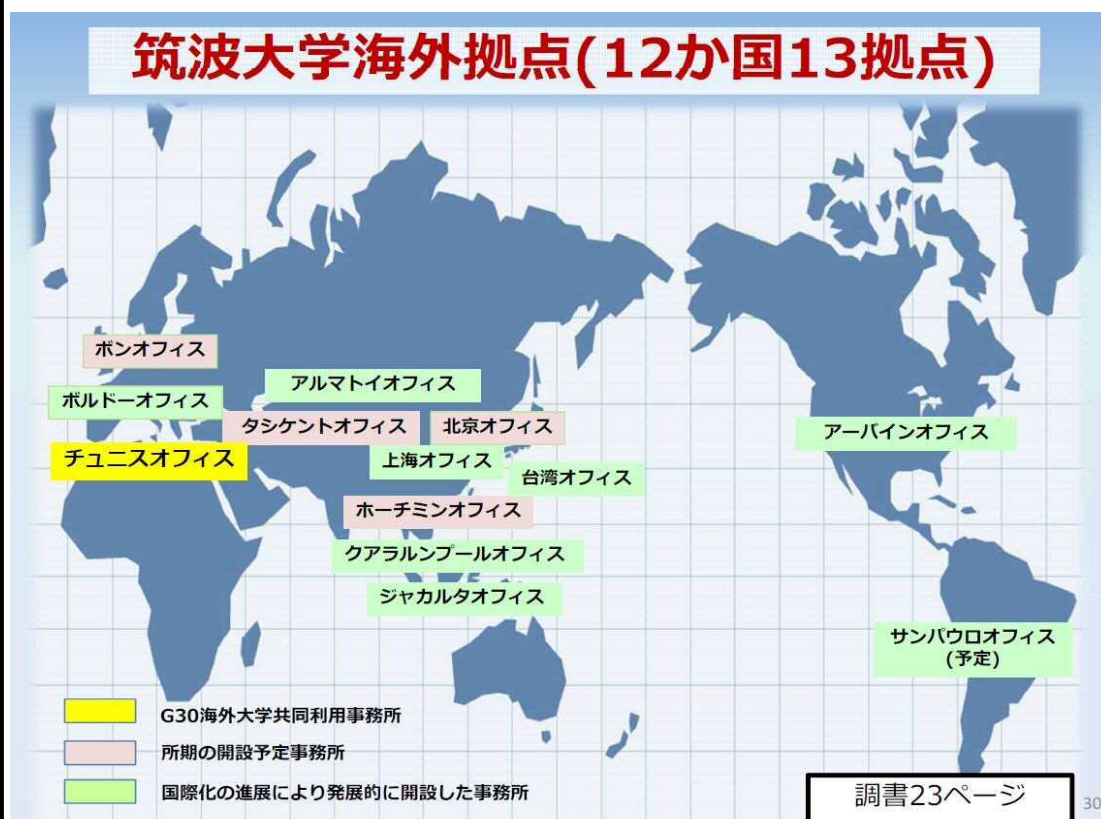 筑波大学海外拠点(12か国13拠点)
ボンオフィス
アルマトイオフィス
ボルドーオフィス
タシケントオフィス
北京オフィス
アーバインオフィス
チュニスオフィス
上海オフィス
台湾オフィス
ホーチミンオフィス
クアラルンプールオフィス
ジャカルタオフィス
サンパウロオフィス
(予定)
G30海外大学共同利用事務所
所期の開設予定事務所
国際化の進展により発展的に開設した事務所
調書23ページ
30